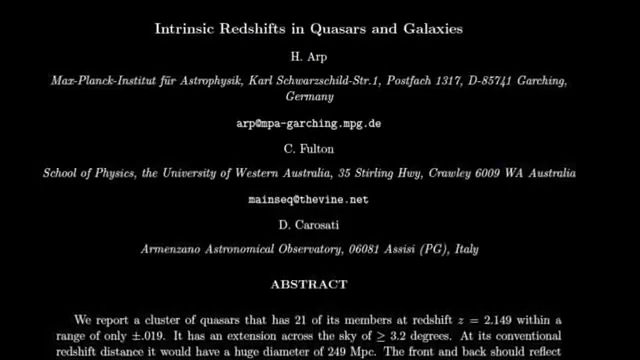 Intrinsic Redshifts in Quasars and Galaxies
H. Arp
Max-Planck-Institut für Astrophysik, Karl Schwarzschild-Str.1, Postfach 1317, D-85741 Garching,
Germany
arp@mpa-garching.mpg.de
C. Fulton
School of Physics, the University of Western Australia, 35 Stirling Hwy, Crawley 6009 WA Australia
mainseq@thevine.net
D. Carosati
Armenzano Astronomical Observatory, 06081 Assisi (PG), Italy
ABSTRACT
We report a cluster of quasars that has 21 of its members at redshift z = 2.149 within a
range of only ±.019. It has an extension across the sky of ≥ 3.2 degrees. At its conventional
redshift distance it would have a huge diameter of 249 Mpc. The front and back should reflect